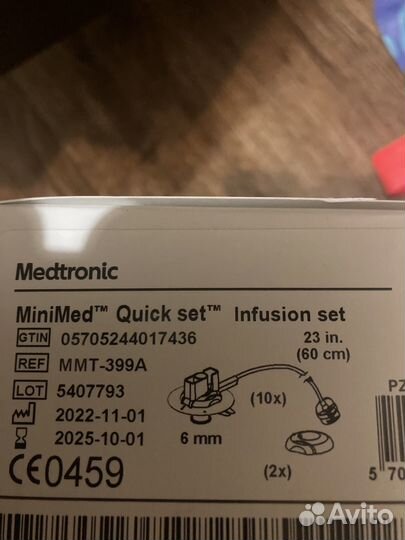 Medtronic
MiniMed™ Quick set™ Infusion set
GTIN 05705244017436 23 in.
(60 cm)
REF MMT-399A
LOT 5407793 (10x)
2022-11-01
2025-10-01 6 mm
CE0459 (2x)
PZ
5 70
Avito